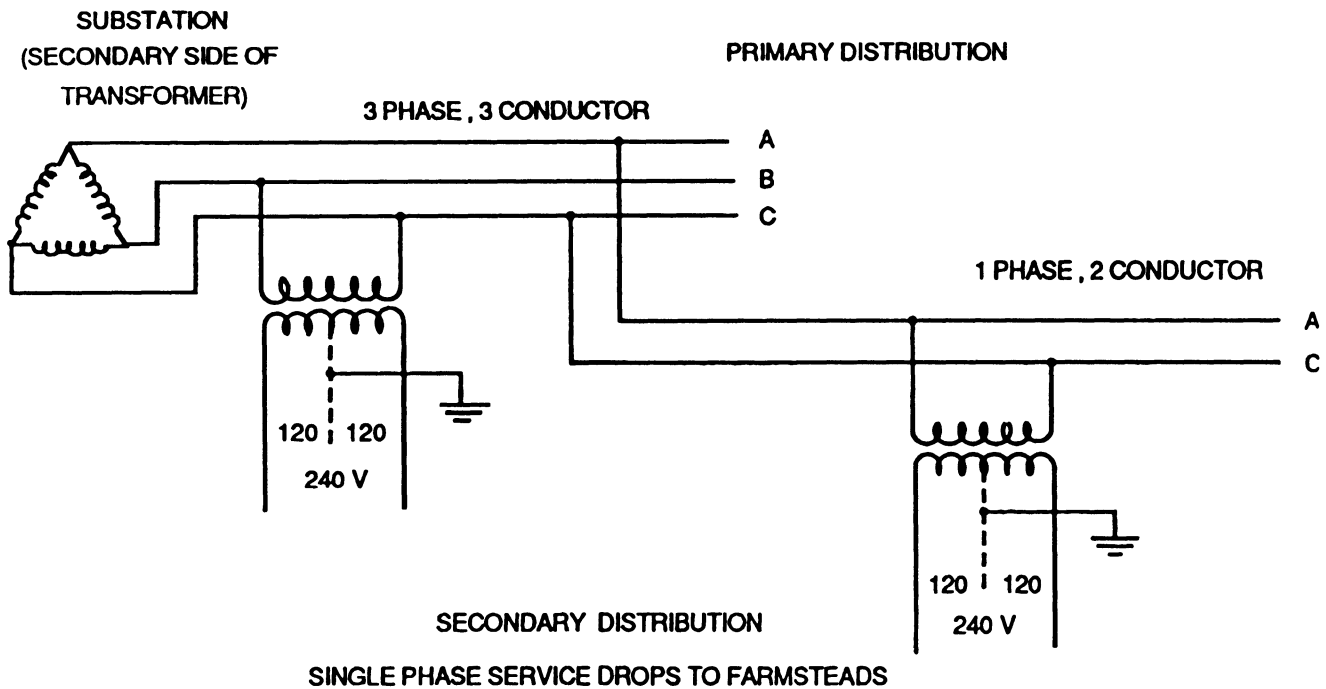 SUBSTATION
(SECONDARY SIDE OF
TRANSFORMER)
PRIMARY DISTRIBUTION
3 PHASE , 3 CONDUCTOR
A
B
C
1 PHASE , 2 CONDUCTOR
A
C
120 120
240 V
120 120
240 V
SECONDARY DISTRIBUTION
SINGLE PHASE SERVICE DROPS TO FARMSTEADS